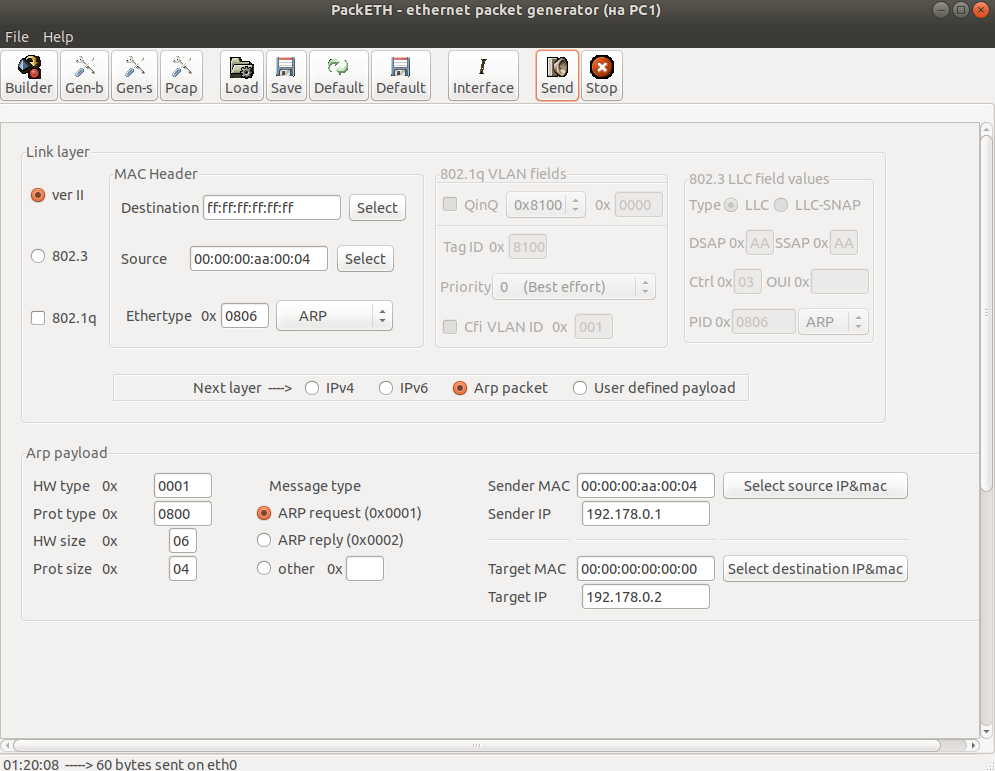 PackETH - ethernet packet generator (на PC1)
File Help
Builder Gen-b Gen-s Pcap Load Save Default Default Interface Send Stop
Link layer
MAC Header 802.1q VLAN fields 802.3 LLC field values
ver II Destination ff:ff:ff:ff:ff:ff Select QinQ 0x8100 0x 0000 Type LLC LLC-SNAP
802.3 Source 00:00:00:aa:00:04 Select Tag ID 0x 8100 DSAP 0x AA SSAP 0x AA
Priority 0 (Best effort) Ctrl 0x 03 OUI 0x
802.1q Ethertype 0x 0806 ARP Cfi VLAN ID 0x 001 PID 0x 0806 ARP
Next layer ----> IPv4 IPv6 Arp packet User defined payload
Arp payload
HW type 0x 0001 Message type Sender MAC 00:00:00:aa:00:04 Select source IP&mac
Prot type 0x 0800 ARP request (0x0001) Sender IP 192.178.0.1
HW size 0x 06 ARP reply (0x0002)
Prot size 0x 04 other 0x Target MAC 00:00:00:00:00:00 Select destination IP&mac
Target IP 192.178.0.2
01:20:08 -----> 60 bytes sent on eth0